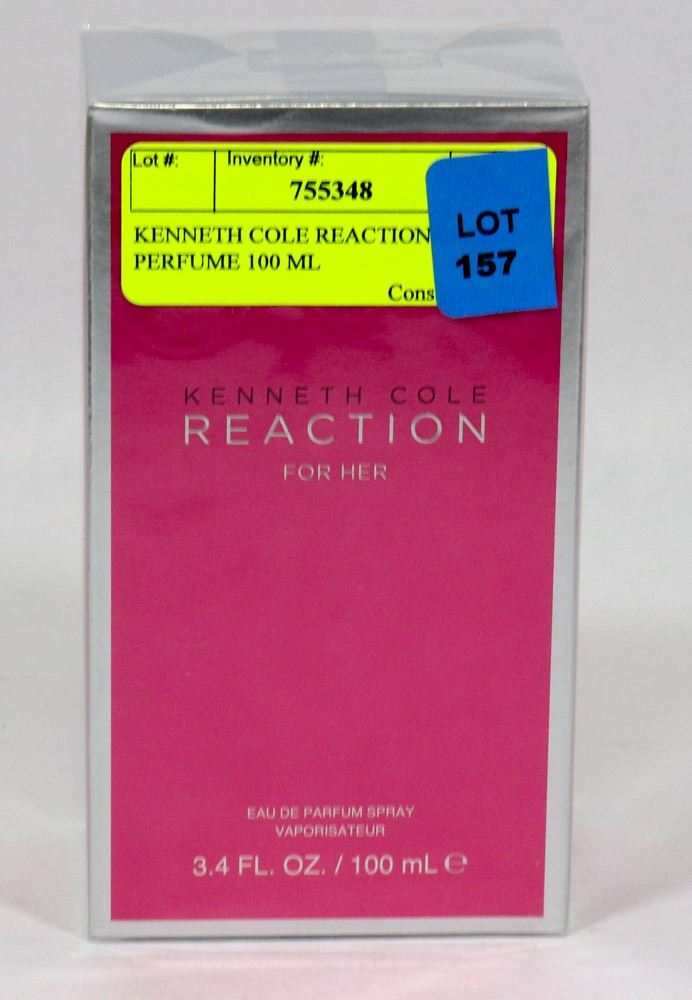 Lot #:
Inventory #:
755348
KENNETH COLE REACTION
PERFUME 100 ML
LOT
157
KENNETH COLE
REACTION
FOR HER
EAU DE PARFUM SPRAY
VAPORISATEUR
3.4 FL. OZ. / 100 mL ℮